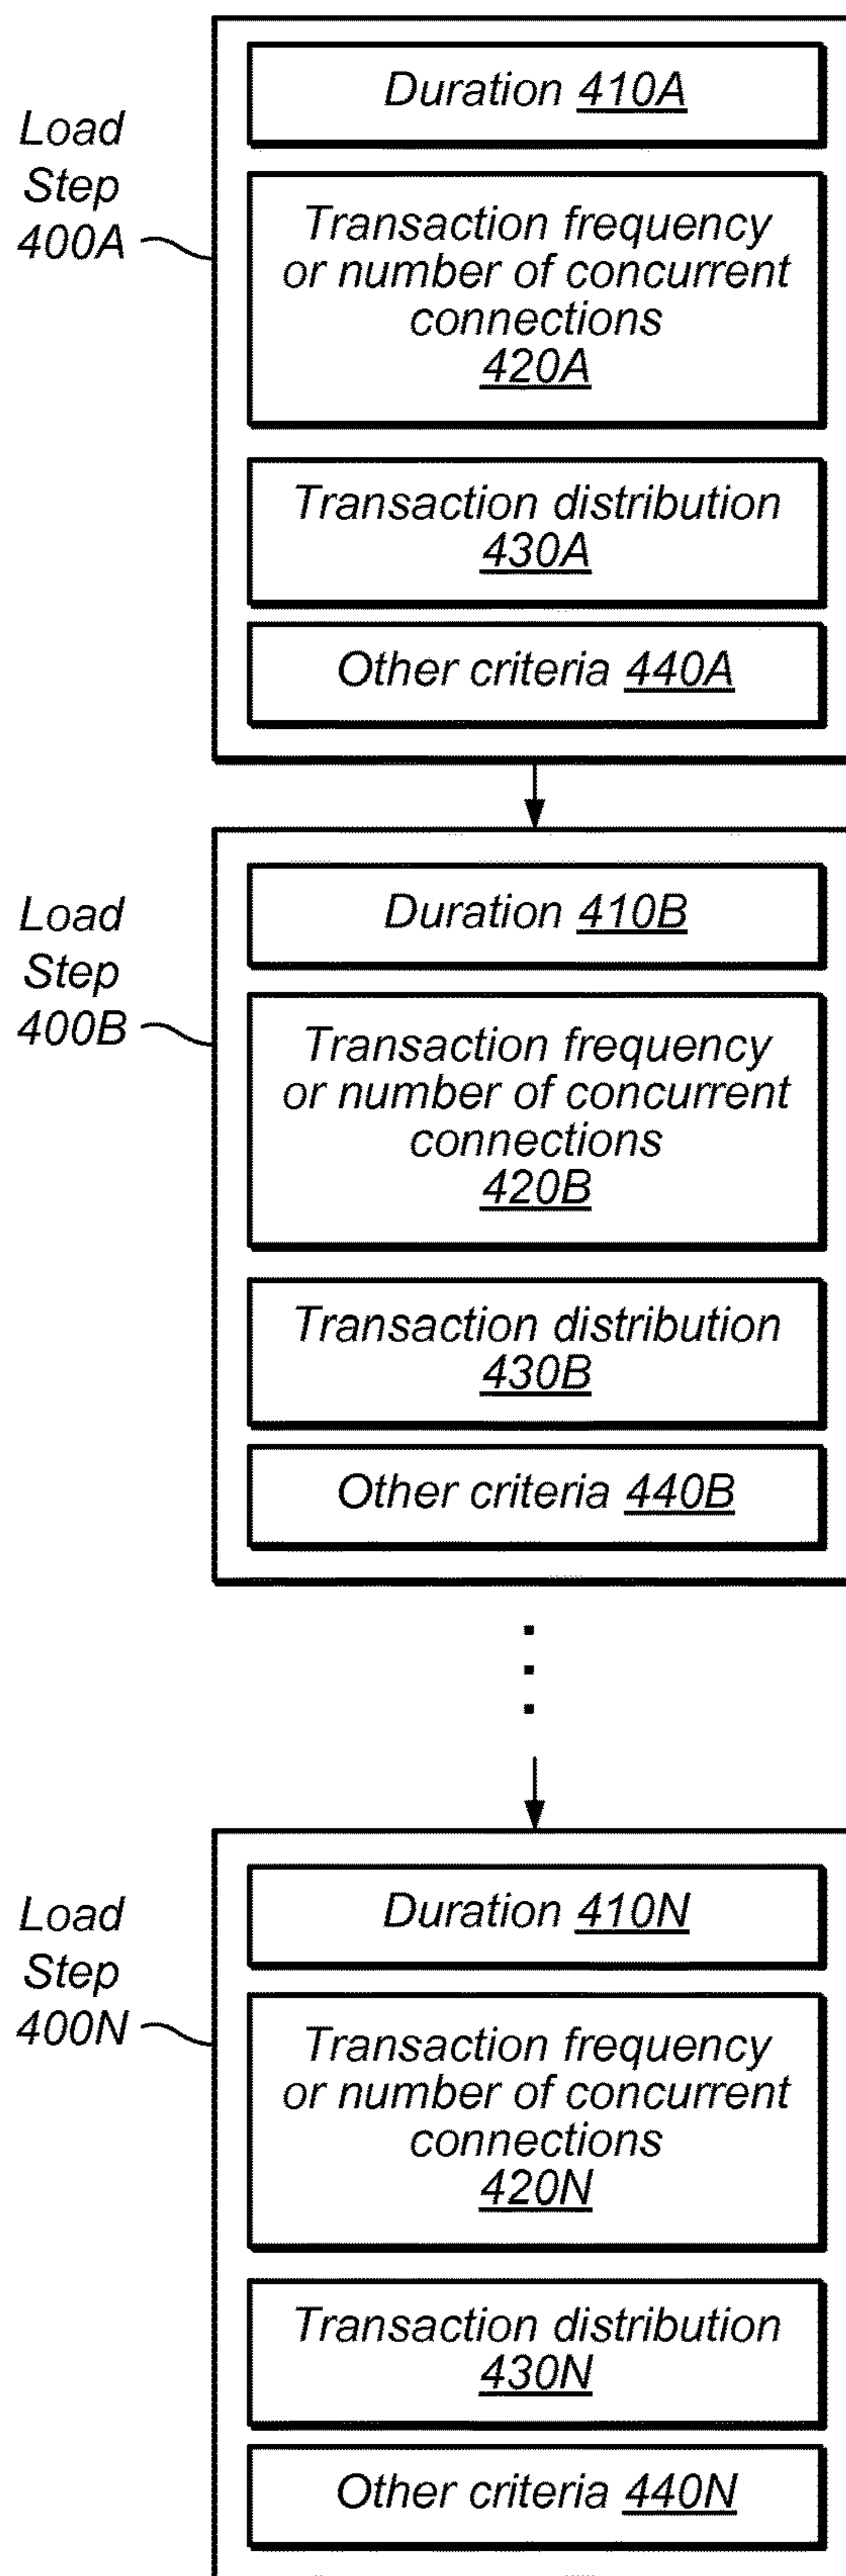 Load
Step
400A
Duration 410A
Transaction frequency
or number of concurrent
connections
420A
Transaction distribution
430A
Other criteria 440A
Load
Step
400B
Duration 410B
Transaction frequency
or number of concurrent
connections
420B
Transaction distribution
430B
Other criteria 440B
Load
Step
400N
Duration 410N
Transaction frequency
or number of concurrent
connections
420N
Transaction distribution
430N
Other criteria 440N